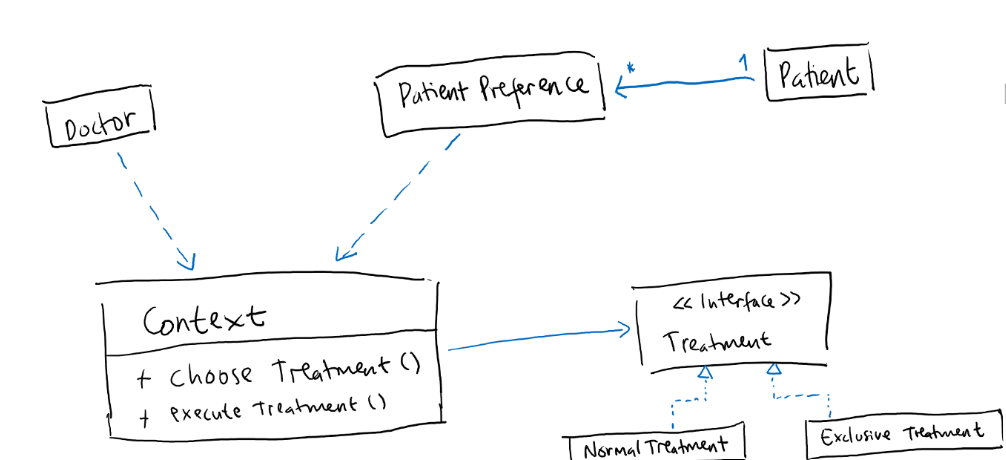 Patient Preference
*
1
Patient
Doctor
Context
+ choose Treatment ()
+ execute Treatment ()
<< Interface >>
Treatment
Normal Treatment
Exclusive Treatment